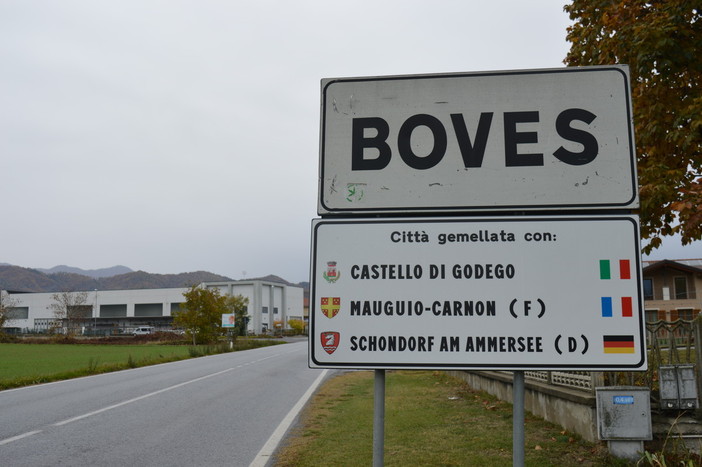 BOVES
Città gemellata con:
CASTELLO DI GODEGO
MAUGUIO-CARNON (F)
SCHONDORF AM AMMERSEE (D)